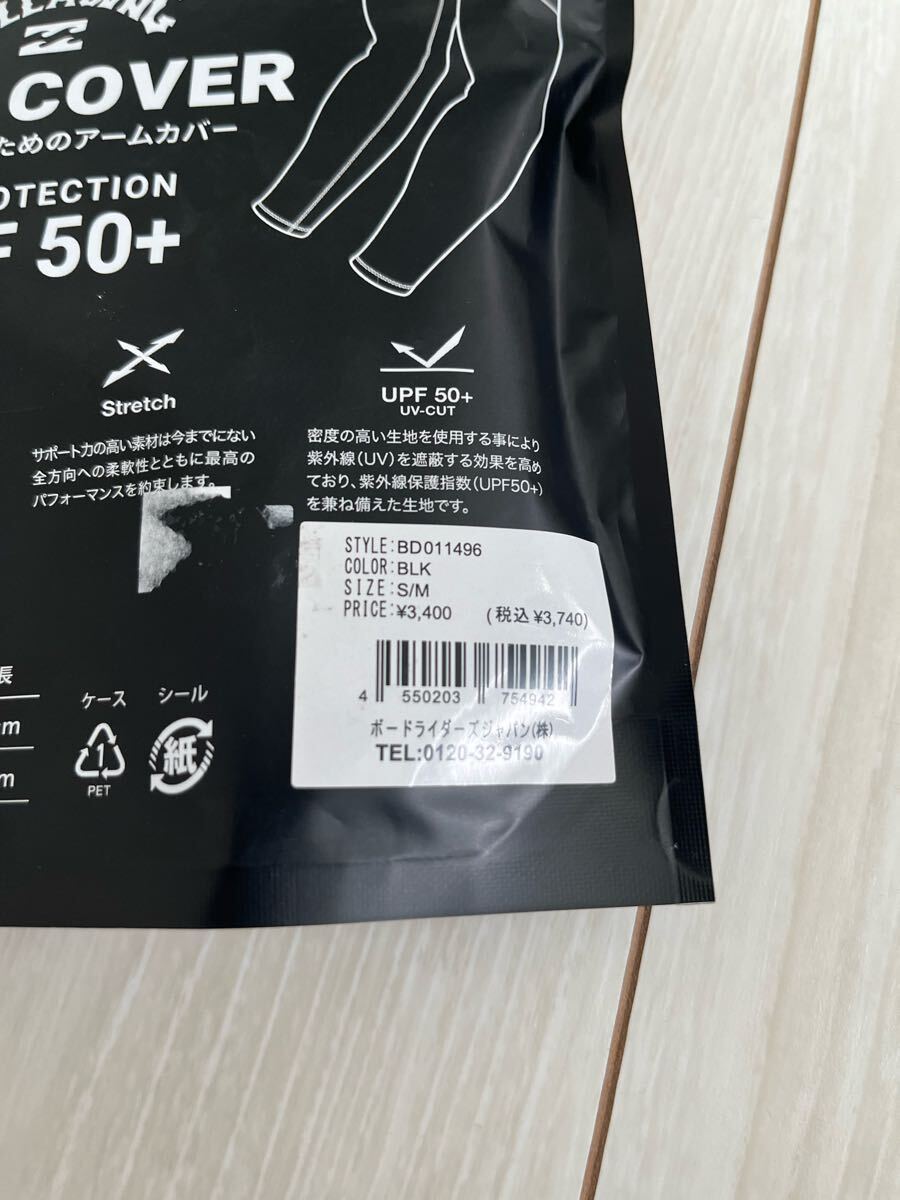 COVER
ためのアームカバー
OTECTION
F 50+
Stretch
サポート力の高い素材は今までにない
全方向への柔軟性とともに最高の
パフォーマンスを約束します。
UPF 50+
UV-CUT
密度の高い生地を使用する事により
紫外線(UV)を遮蔽する効果を高め
ており、紫外線保護指数(UPF50+)
を兼ね備えた生地です。
STYLE:BD011496
COLOR:BLK
SIZE:S/M
PRICE:¥3,400 (税込 ¥3,740)
4 550203 754942
ボードライダーズジャパン(株)
TEL:0120-32-9190
長
cm
m
ケース
1
PET
シール
紙